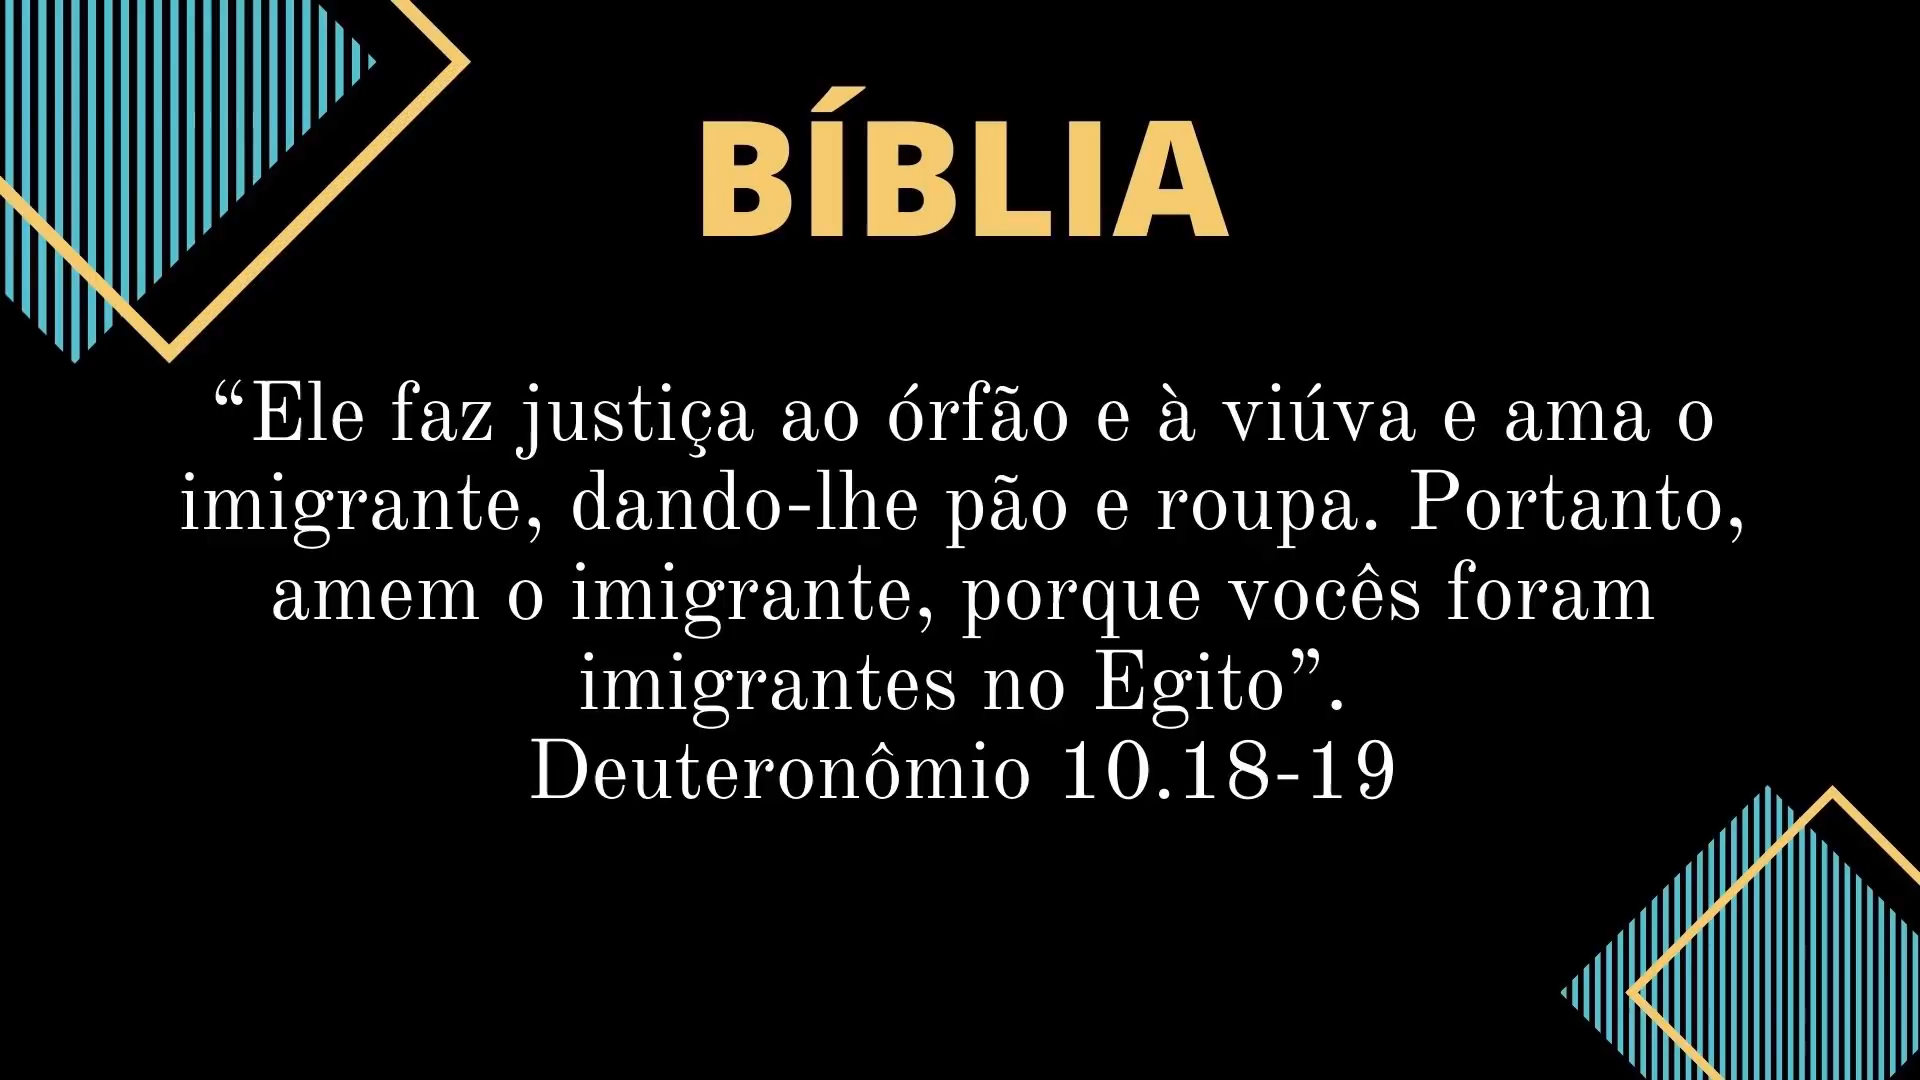 BÍBLIA
“Ele faz justiça ao órfão e à viúva e ama o
imigrante, dando-lhe pão e roupa. Portanto,
amem o imigrante, porque vocês foram
imigrantes no Egito”.
Deuteronômio 10.18-19